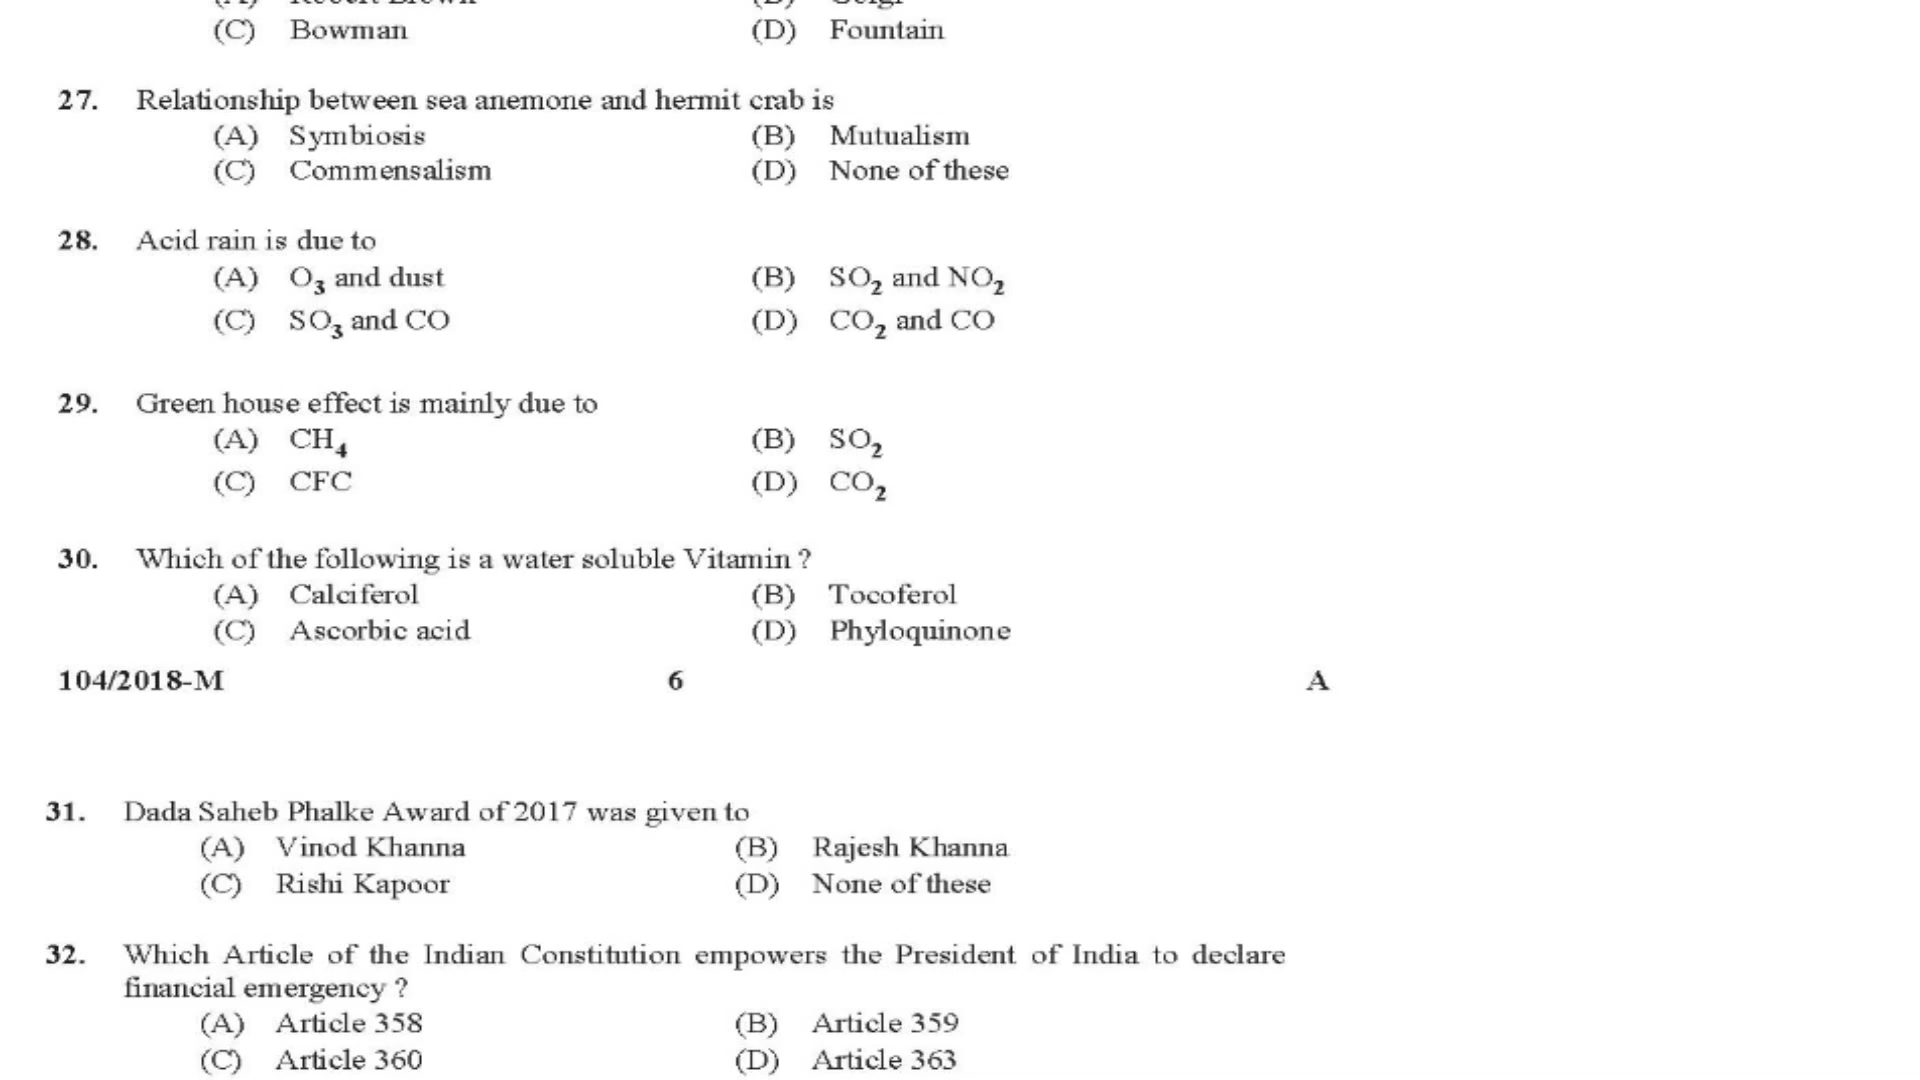 (C) Bowman (D) Fountain
27. Relationship between sea anemone and hermit crab is
(A) Symbiosis (B) Mutualism
(C) Commensalism (D) None of these
28. Acid rain is due to
(A) O₃ and dust (B) SO₂ and NO₂
(C) SO₃ and CO (D) CO₂ and CO
29. Green house effect is mainly due to
(A) CH₄ (B) SO₂
(C) CFC (D) CO₂
30. Which of the following is a water soluble Vitamin ?
(A) Calciferol (B) Tocoferol
(C) Ascorbic acid (D) Phyloquinone
104/2018-M 6 A
31. Dada Saheb Phalke Award of 2017 was given to
(A) Vinod Khanna (B) Rajesh Khanna
(C) Rishi Kapoor (D) None of these
32. Which Article of the Indian Constitution empowers the President of India to declare
financial emergency ?
(A) Article 358 (B) Article 359
(C) Article 360 (D) Article 363